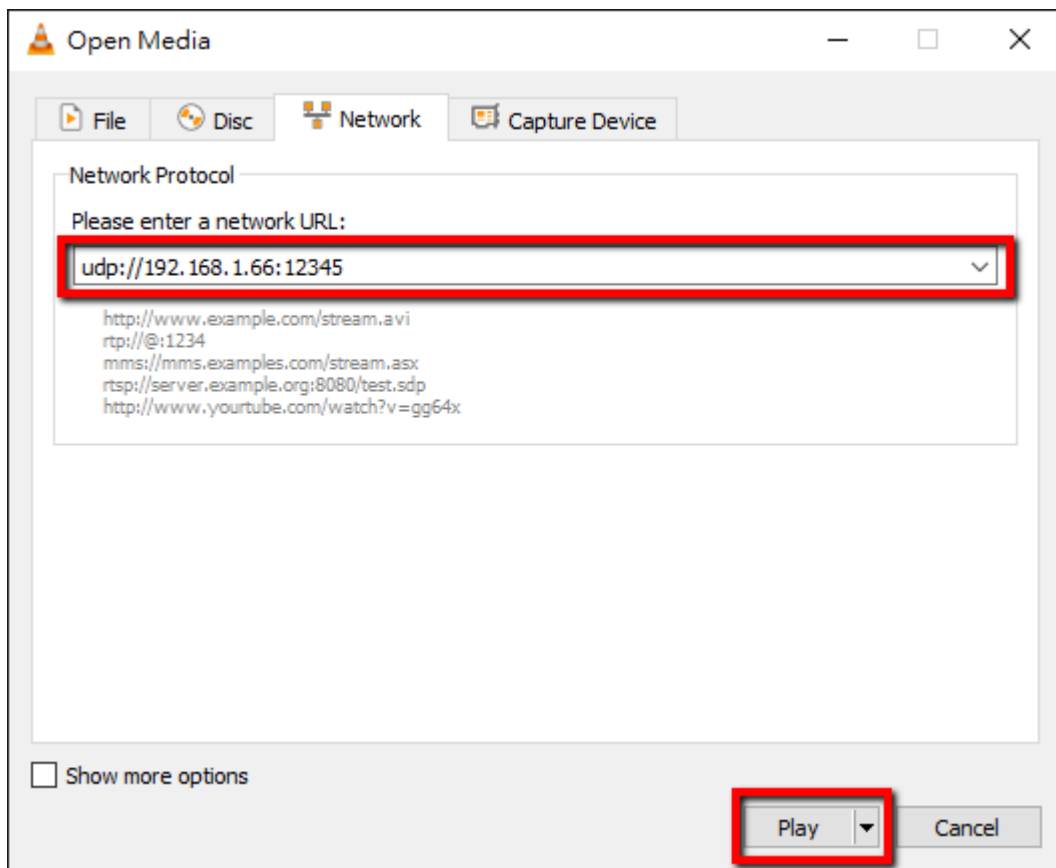 Open Media
File Disc Network Capture Device
Network Protocol
Please enter a network URL:
udp://192.168.1.66:12345
http://www.example.com/stream.avi
rtp://@:1234
mms://mms.examples.com/stream.asx
rtsp://server.example.org:8080/test.sdp
http://www.yourtube.com/watch?v=gg64x
Show more options
Play Cancel